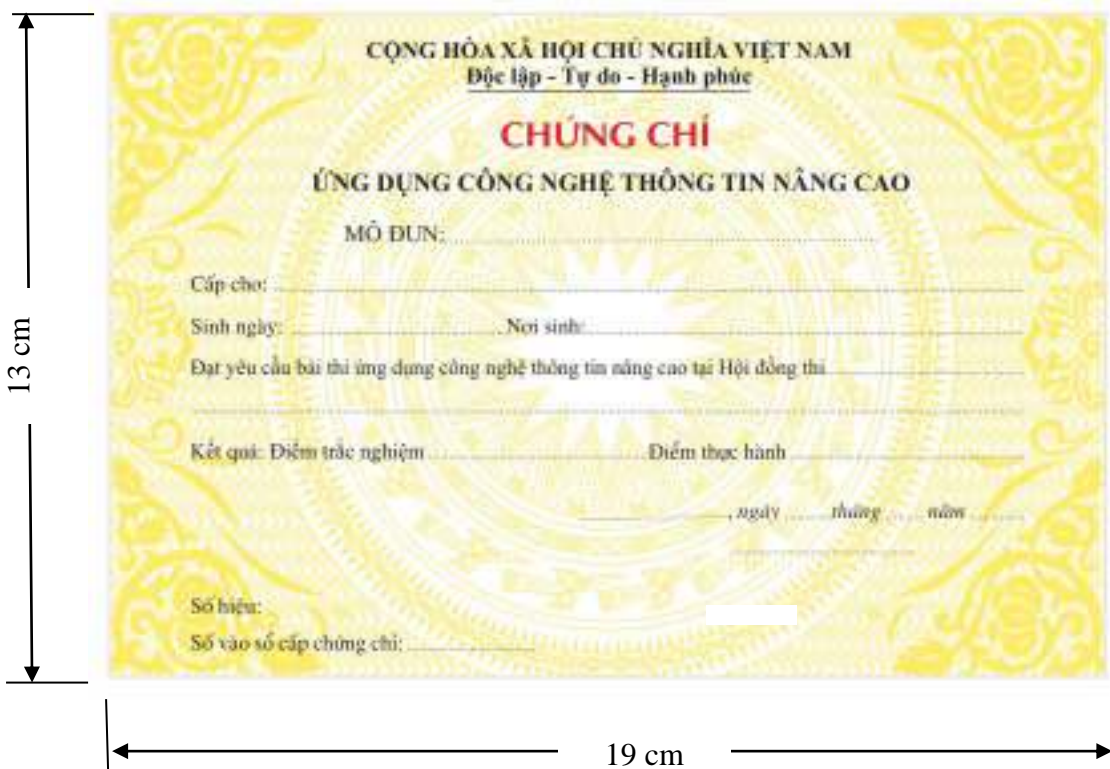 CỘNG HÒA XÃ HỘI CHỦ NGHĨA VIỆT NAM
Độc lập - Tự do - Hạnh phúc
CHỨNG CHỈ
ỨNG DỤNG CÔNG NGHỆ THÔNG TIN NÂNG CAO
MÔ ĐUN:
Cấp cho:
Sinh ngày: Nơi sinh:
Đạt yêu cầu bài thi ứng dụng công nghệ thông tin nâng cao tại Hội đồng thi
Kết quả: Điểm trắc nghiệm Điểm thực hành
, ngày tháng năm
Số hiệu:
Số vào sổ cấp chứng chỉ:
13 cm
19 cm